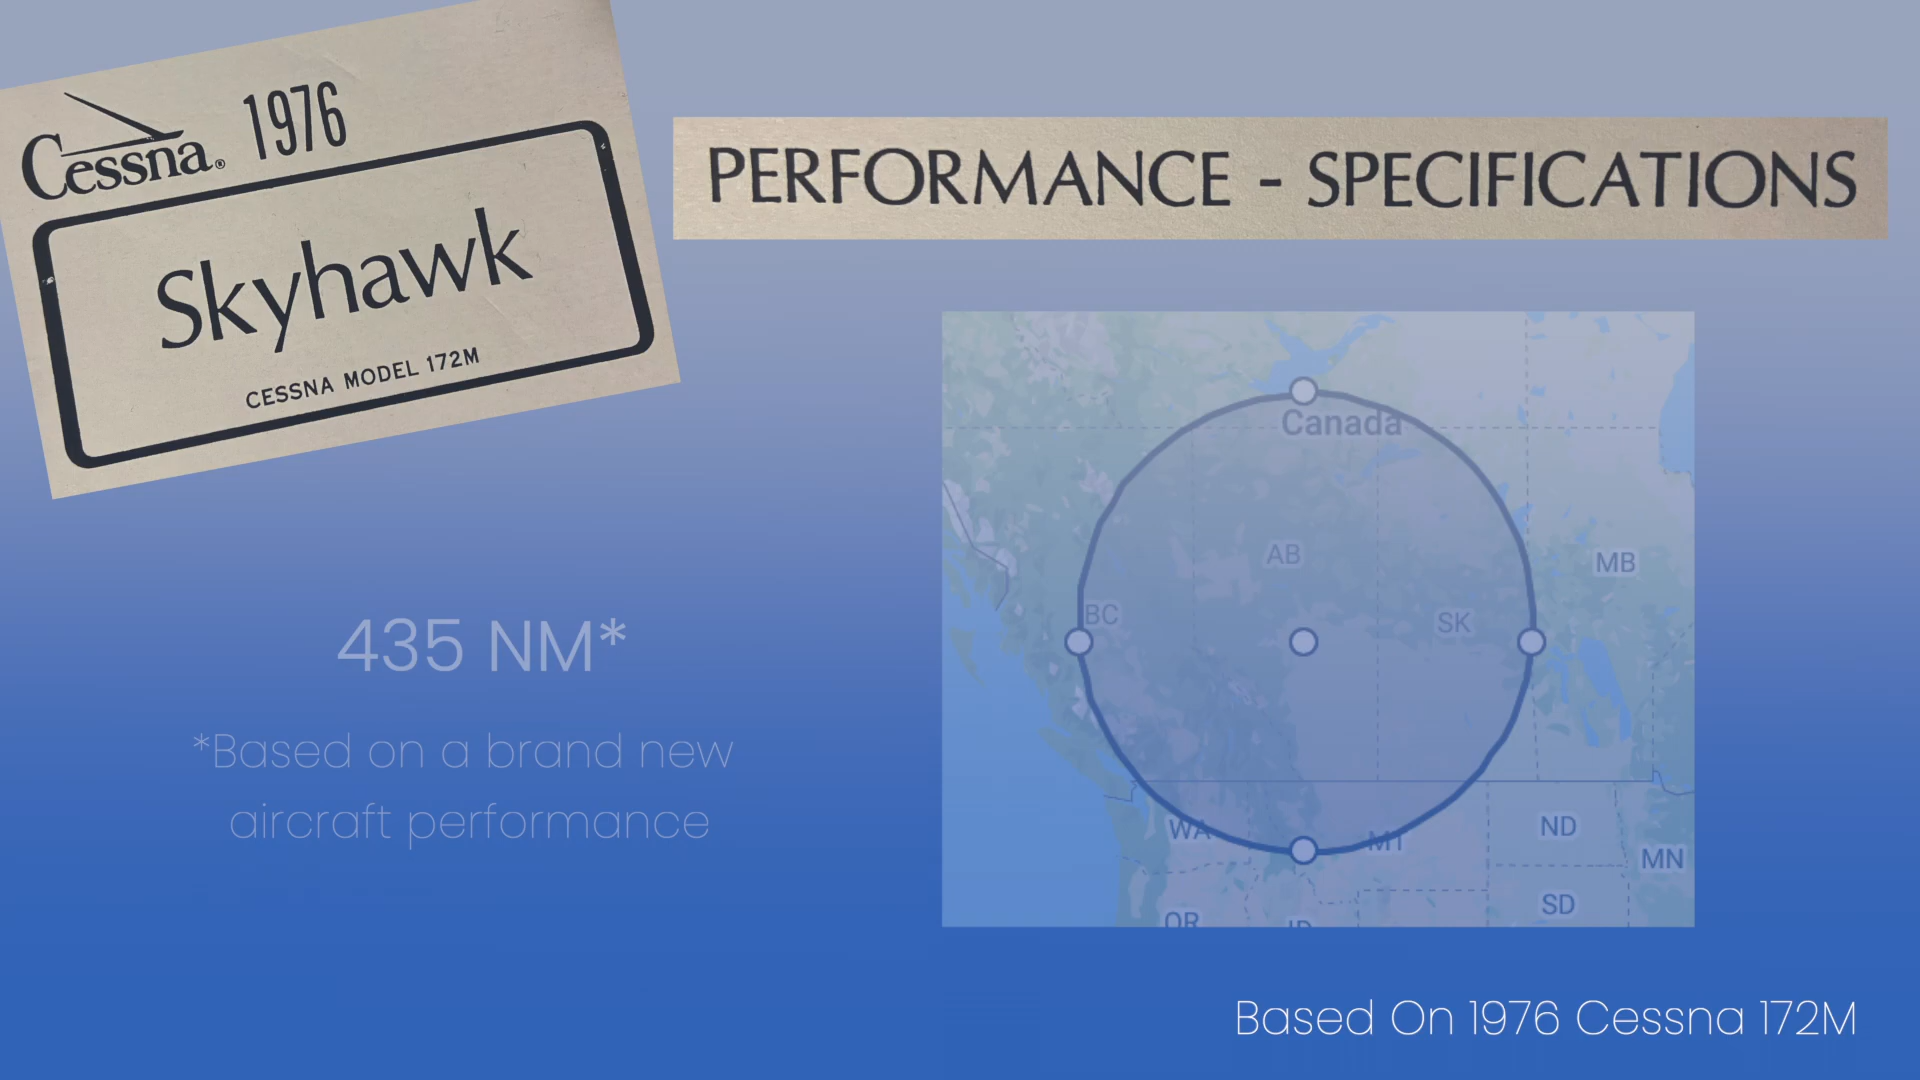 Cessna® 1976
Skyhawk
CESSNA MODEL 172M
PERFORMANCE - SPECIFICATIONS
Canada
AB
MB
BC
SK
WA
MT
ND
MN
SD
OR
ID
435 NM*
*Based on a brand new
aircraft performance
Based On 1976 Cessna 172M